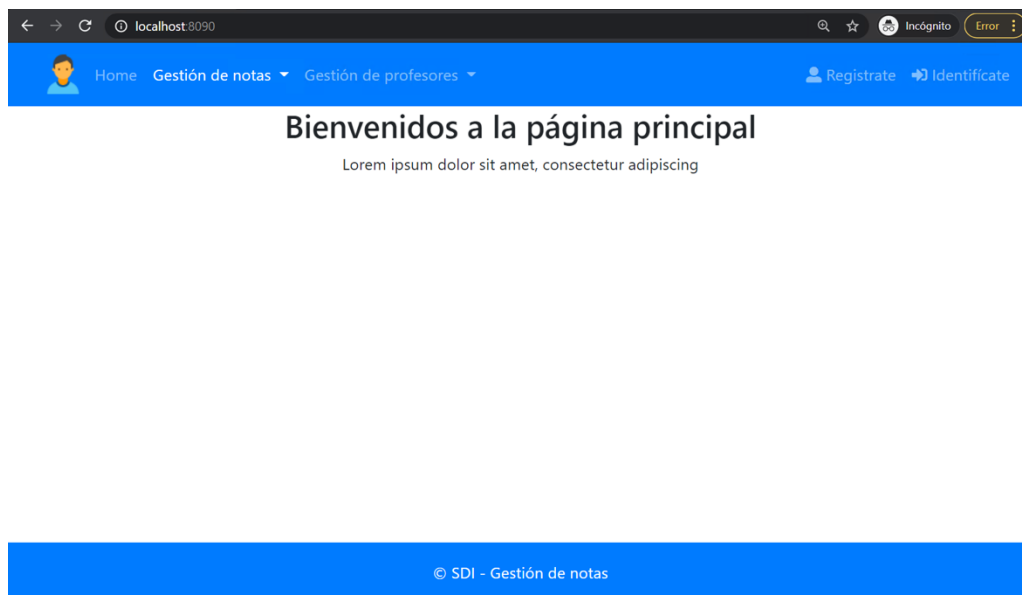 localhost:8090
Incógnito
Error
Home Gestión de notas Gestión de profesores Registrate Identifícate
Bienvenidos a la página principal
Lorem ipsum dolor sit amet, consectetur adipiscing
© SDI - Gestión de notas